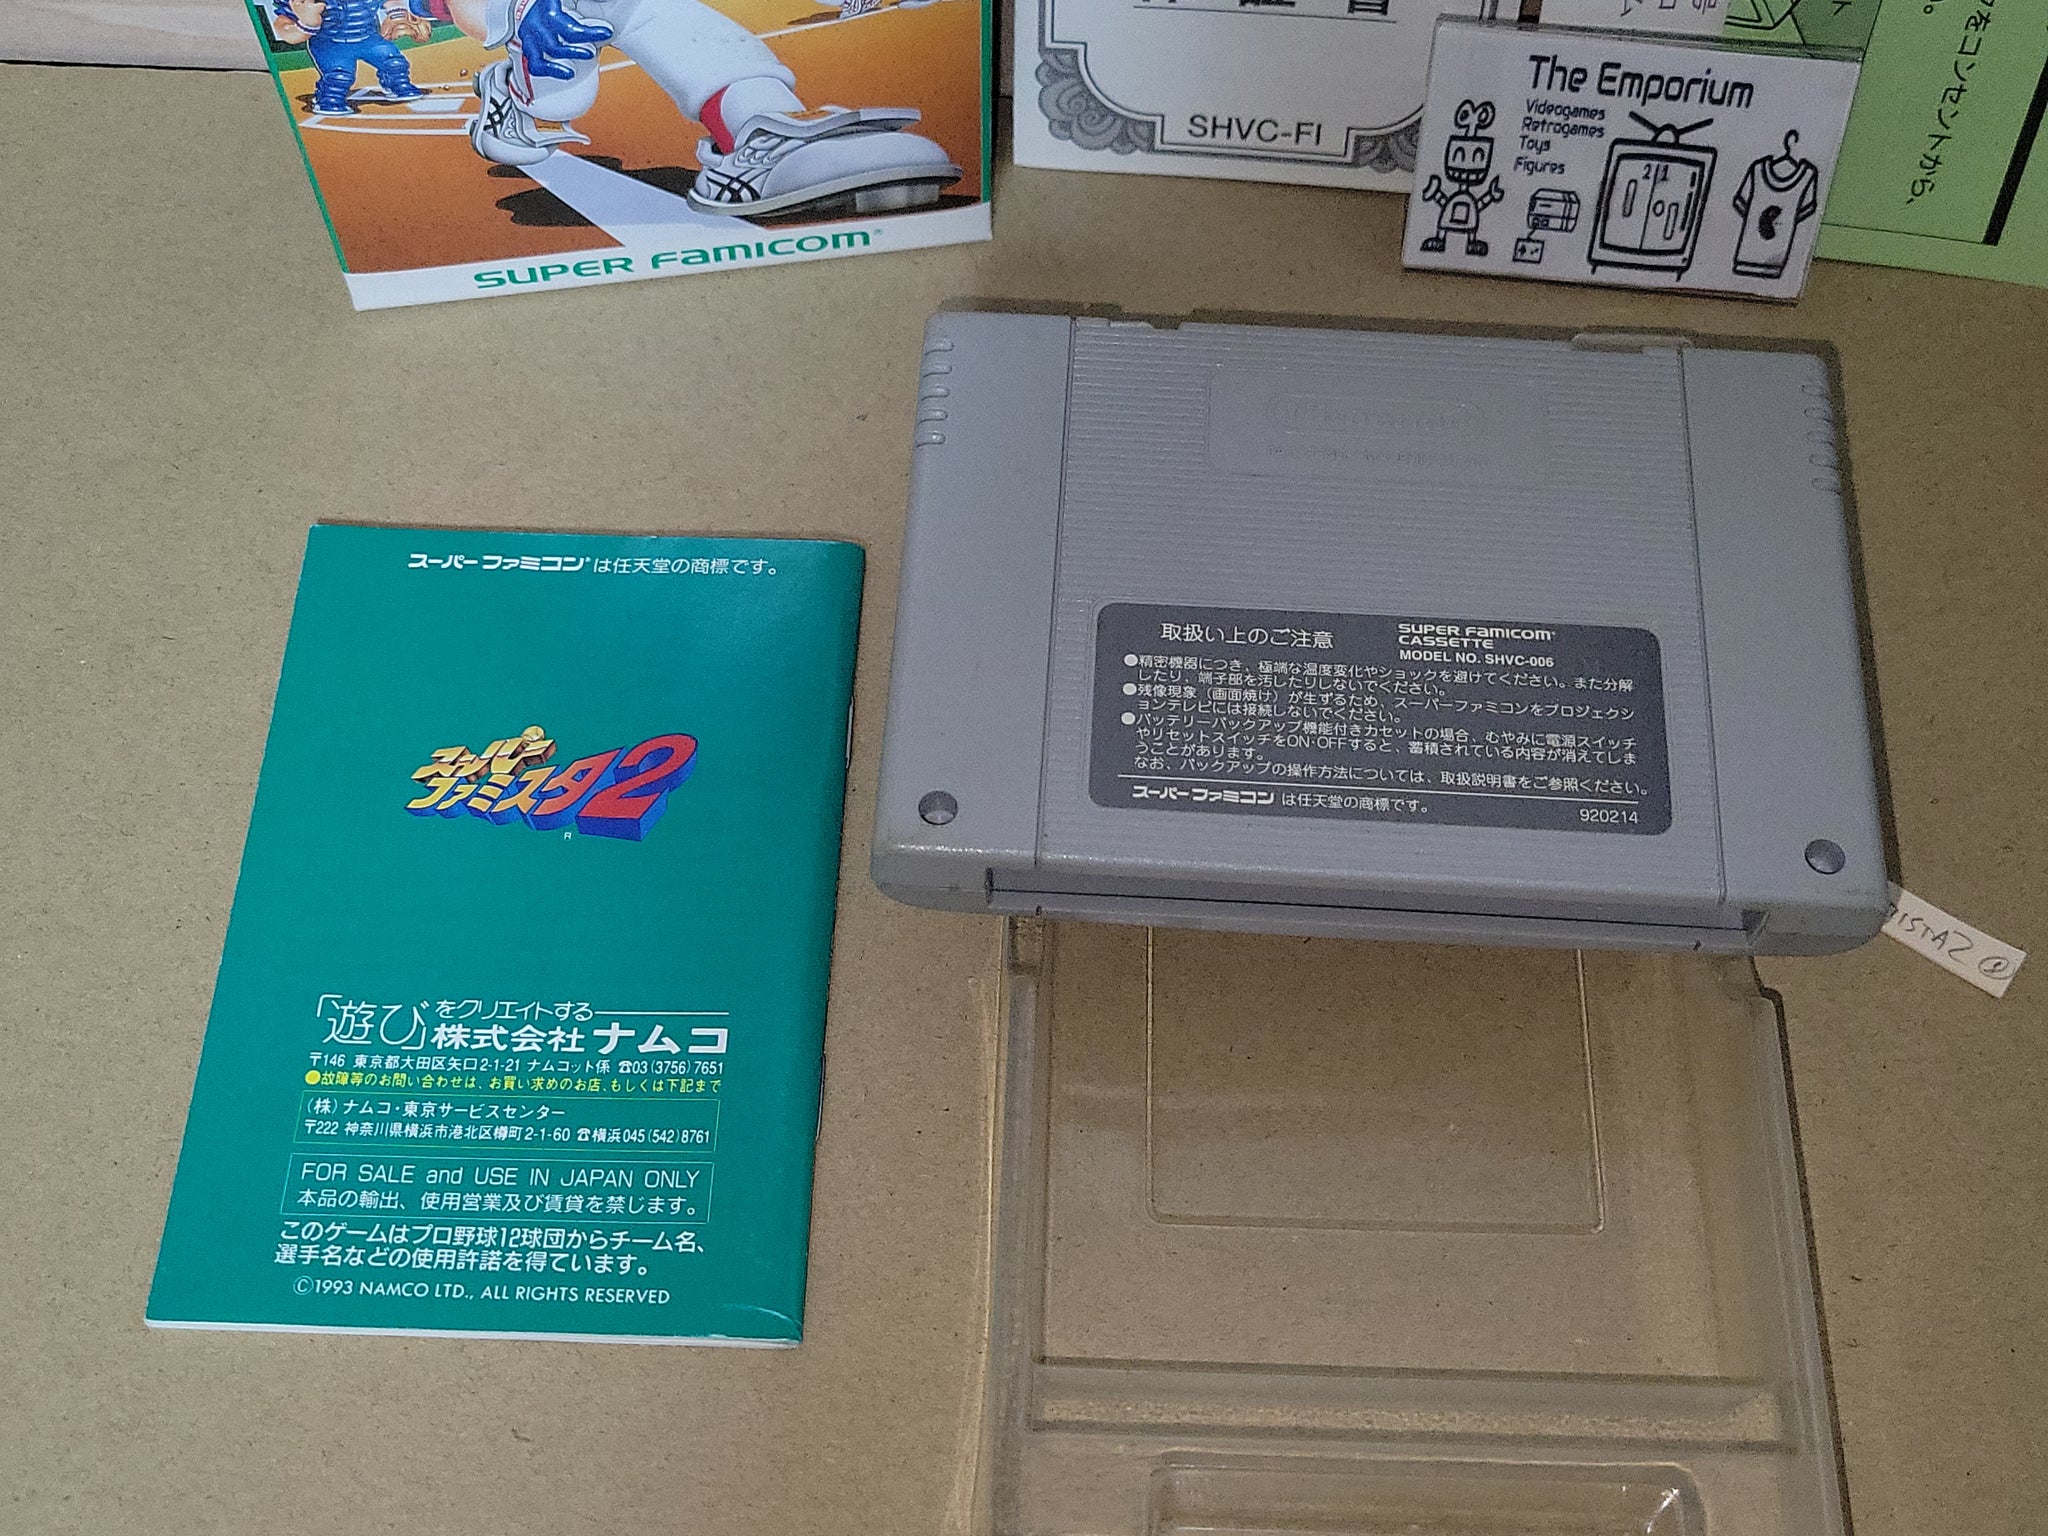 SUPER FAMICOM®
SHVC-FI
The Emporium
Videogames
Retrogames
Toys
Figures
2 1
をコンセントから、
スーパーファミコン®は任天堂の商標です。
スーパー
ファミスタ2
R
「遊び」をクリエイトする
株式会社ナムコ
〒146 東京都大田区矢口2-1-21 ナムコット係 ☎03(3756)7651
●故障等のお問い合わせは、お買い求めのお店、もしくは下記まで
(株)ナムコ・東京サービスセンター
〒222 神奈川県横浜市港北区樽町2-1-60 ☎横浜045(542)8761
FOR SALE and USE IN JAPAN ONLY
本品の輸出、使用営業及び賃貸を禁じます。
このゲームはプロ野球12球団からチーム名、
選手名などの使用許諾を得ています。
©1993 NAMCO LTD., ALL RIGHTS RESERVED
取扱い上のご注意
SUPER FAMICOM®
CASSETTE
MODEL NO. SHVC-006
●精密機器につき、極端な温度変化やショックを避けてください。また分解
したり、端子部を汚したりしないでください。
●残像現象（画面焼け）が生ずるため、スーパーファミコンをプロジェクシ
ョンテレビには接続しないでください。
●バッテリーバックアップ機能付きカセットの場合、むやみに電源スイッチ
やリセットスイッチをON・OFFすると、蓄積されている内容が消えてしま
うことがあります。
なお、バックアップの操作方法については、取扱説明書をご参照ください。
スーパーファミコンは任天堂の商標です。
920214